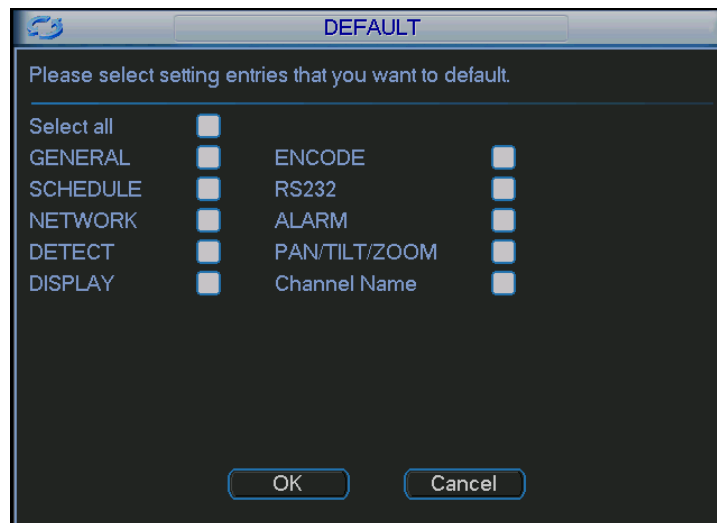 DEFAULT
Please select setting entries that you want to default.
Select all
GENERAL ENCODE
SCHEDULE RS232
NETWORK ALARM
DETECT PAN/TILT/ZOOM
DISPLAY Channel Name
OK Cancel